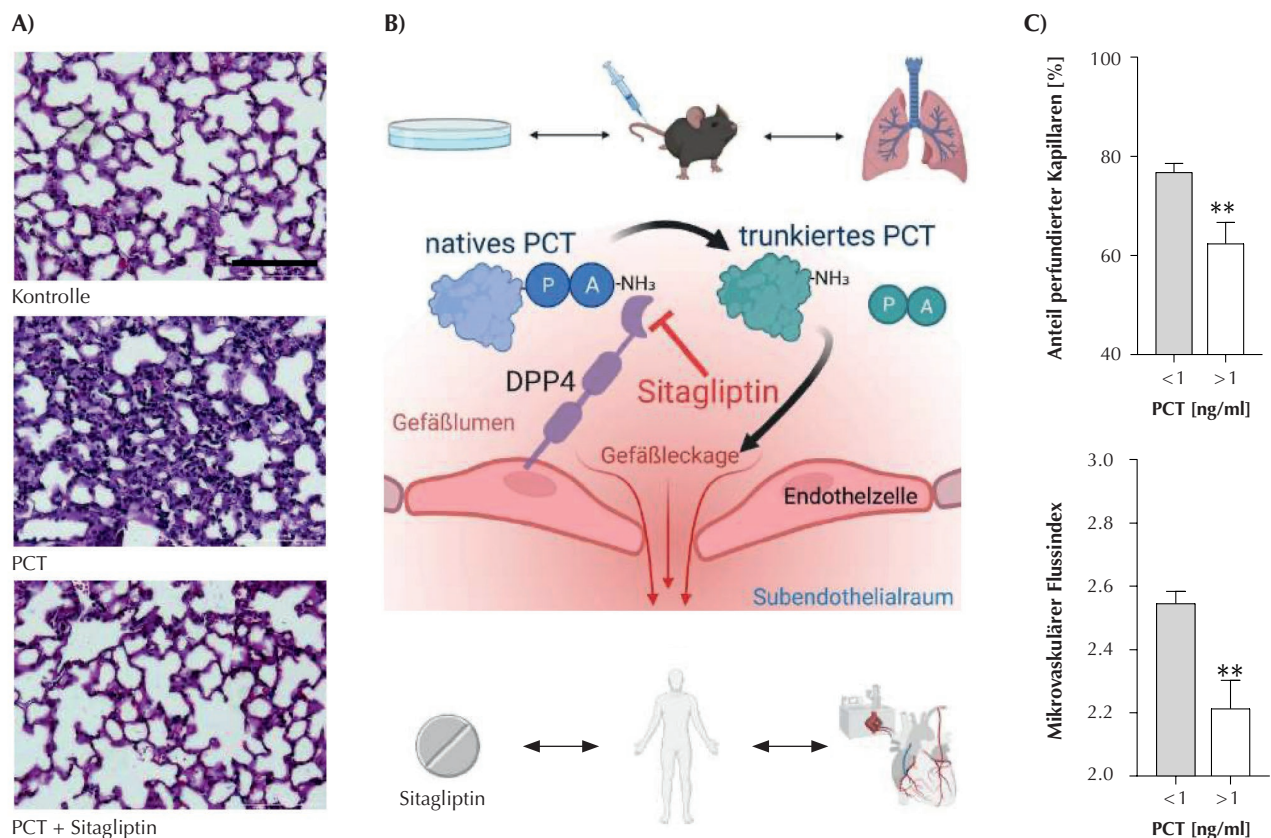 A)
Kontrolle
PCT
PCT + Sitagliptin
B)
natives PCT
trunkiertes PCT
P A -NH₃
-NH₃
P A
DPP4
Sitagliptin
Gefäßlumen
Gefäßleckage
Endothelzelle
Subendothelialraum
Sitagliptin
C)
Anteil perfundierter Kapillaren [%]
100
80
60
40
**
<1 >1
PCT [ng/ml]
Mikrovaskulärer Flussindex
3.0
2.8
2.6
2.4
2.2
2.0
**
<1 >1
PCT [ng/ml]